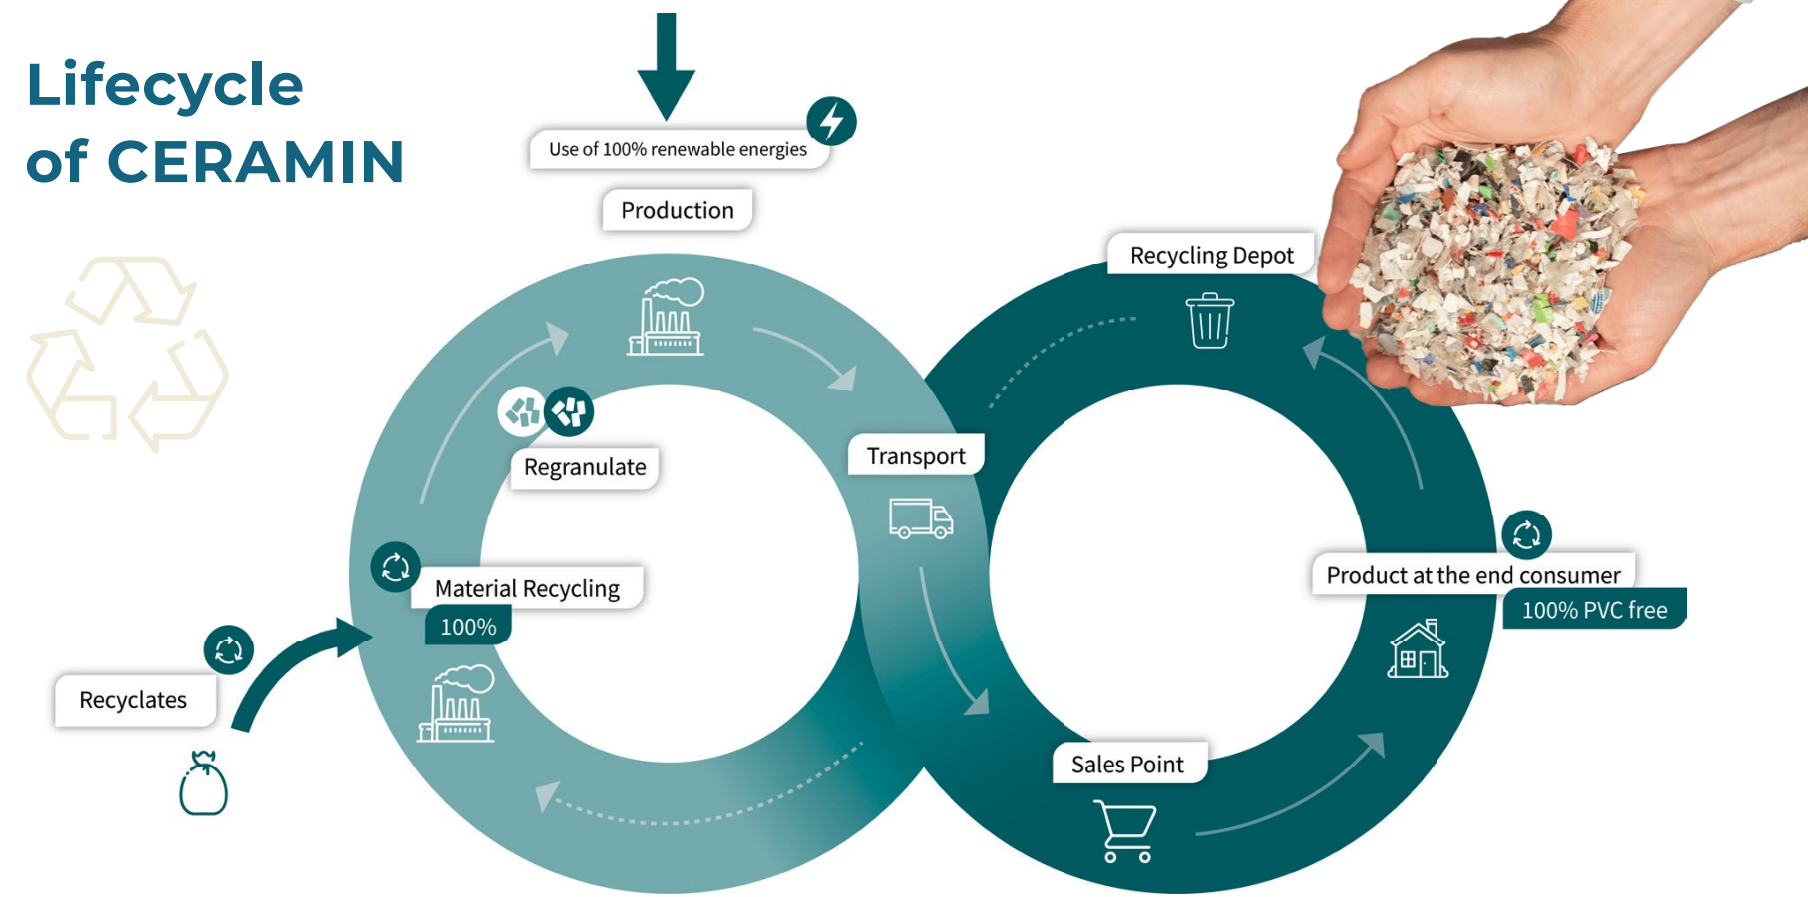 Lifecycle
of CERAMIN
Use of 100% renewable energies
Production
Recycling Depot
Transport
Regranulate
Product at the end consumer
100% PVC free
Material Recycling
100%
Recyclates
Sales Point